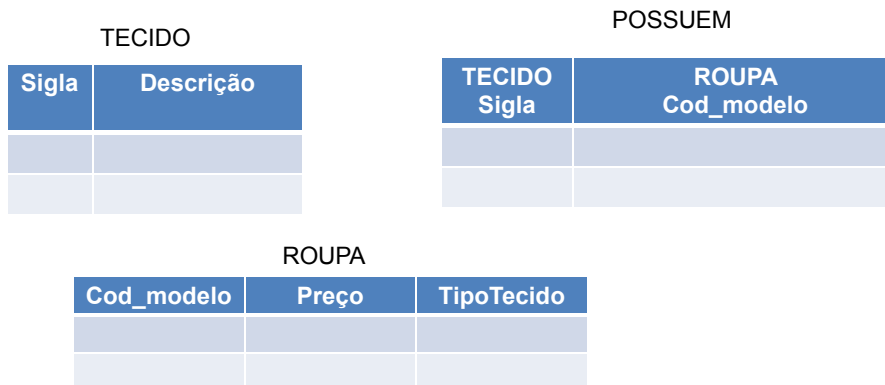 TECIDO
Sigla Descrição
POSSUEM
TECIDO ROUPA
Sigla Cod_modelo
ROUPA
Cod_modelo Preço TipoTecido